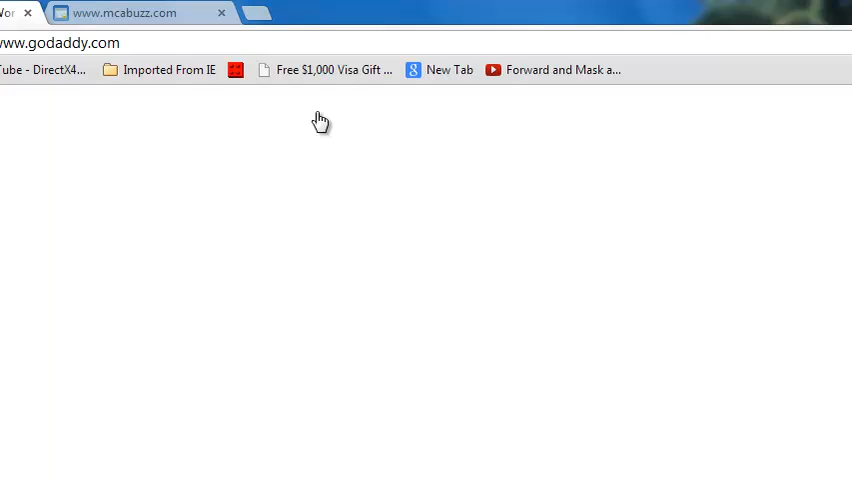 www.mcabuzz.com
www.godaddy.com
Tube - DirectX4... Imported From IE Free $1,000 Visa Gift ... New Tab Forward and Mask a...